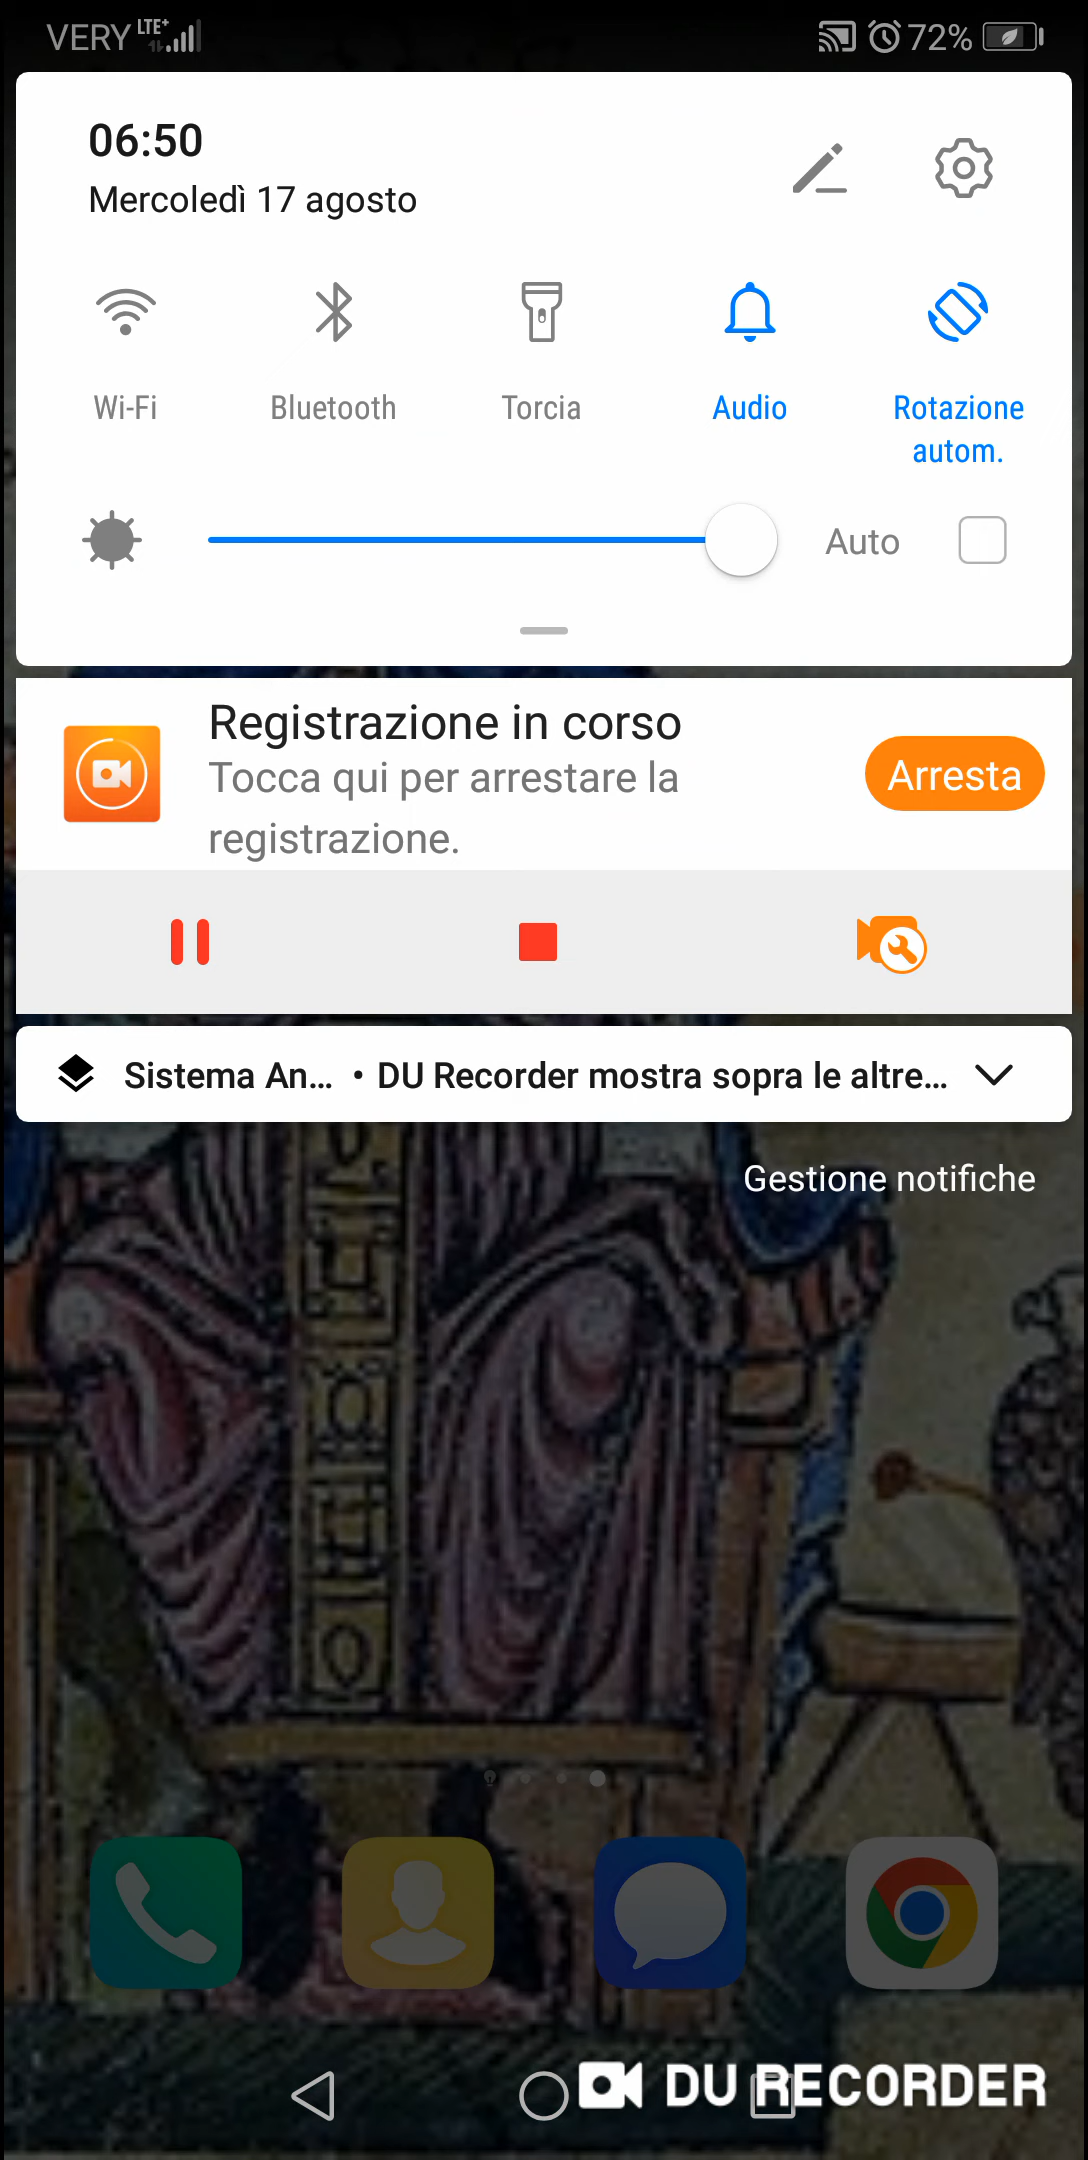 VERY LTE+ 72%
06:50
Mercoledì 17 agosto
Wi-Fi Bluetooth Torcia Audio Rotazione
autom.
Auto
Registrazione in corso
Tocca qui per arrestare la
registrazione.
Arresta
Sistema An... • DU Recorder mostra sopra le altre...
Gestione notifiche
DU RECORDER